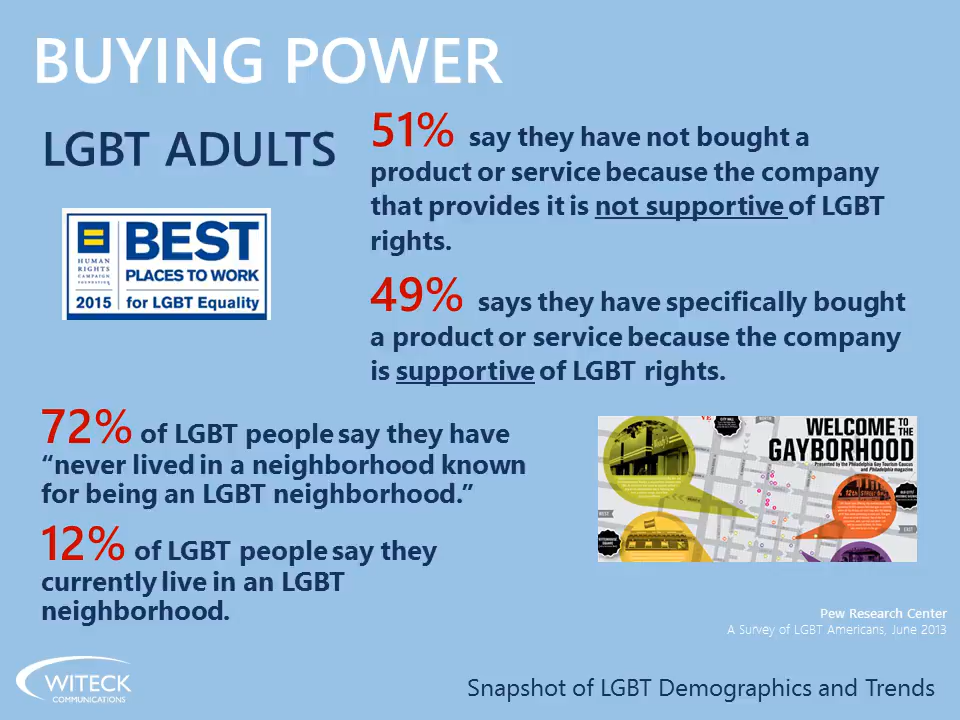 BUYING POWER
LGBT ADULTS
51% say they have not bought a
product or service because the company
that provides it is not supportive of LGBT
rights.
HUMAN
RIGHTS
CAMPAIGN
FOUNDATION
2015
BEST
PLACES TO WORK
for LGBT Equality
49% says they have specifically bought
a product or service because the company
is supportive of LGBT rights.
72% of LGBT people say they have
“never lived in a neighborhood known
for being an LGBT neighborhood.”
12% of LGBT people say they
currently live in an LGBT
neighborhood.
WELCOME TO THE
GAYBORHOOD
Presented by the Philadelphia Gay Tourism Caucus
and Philadelphia magazine
12th STREET
EAST
Pew Research Center
A Survey of LGBT Americans, June 2013
WITECK
COMMUNICATIONS
Snapshot of LGBT Demographics and Trends